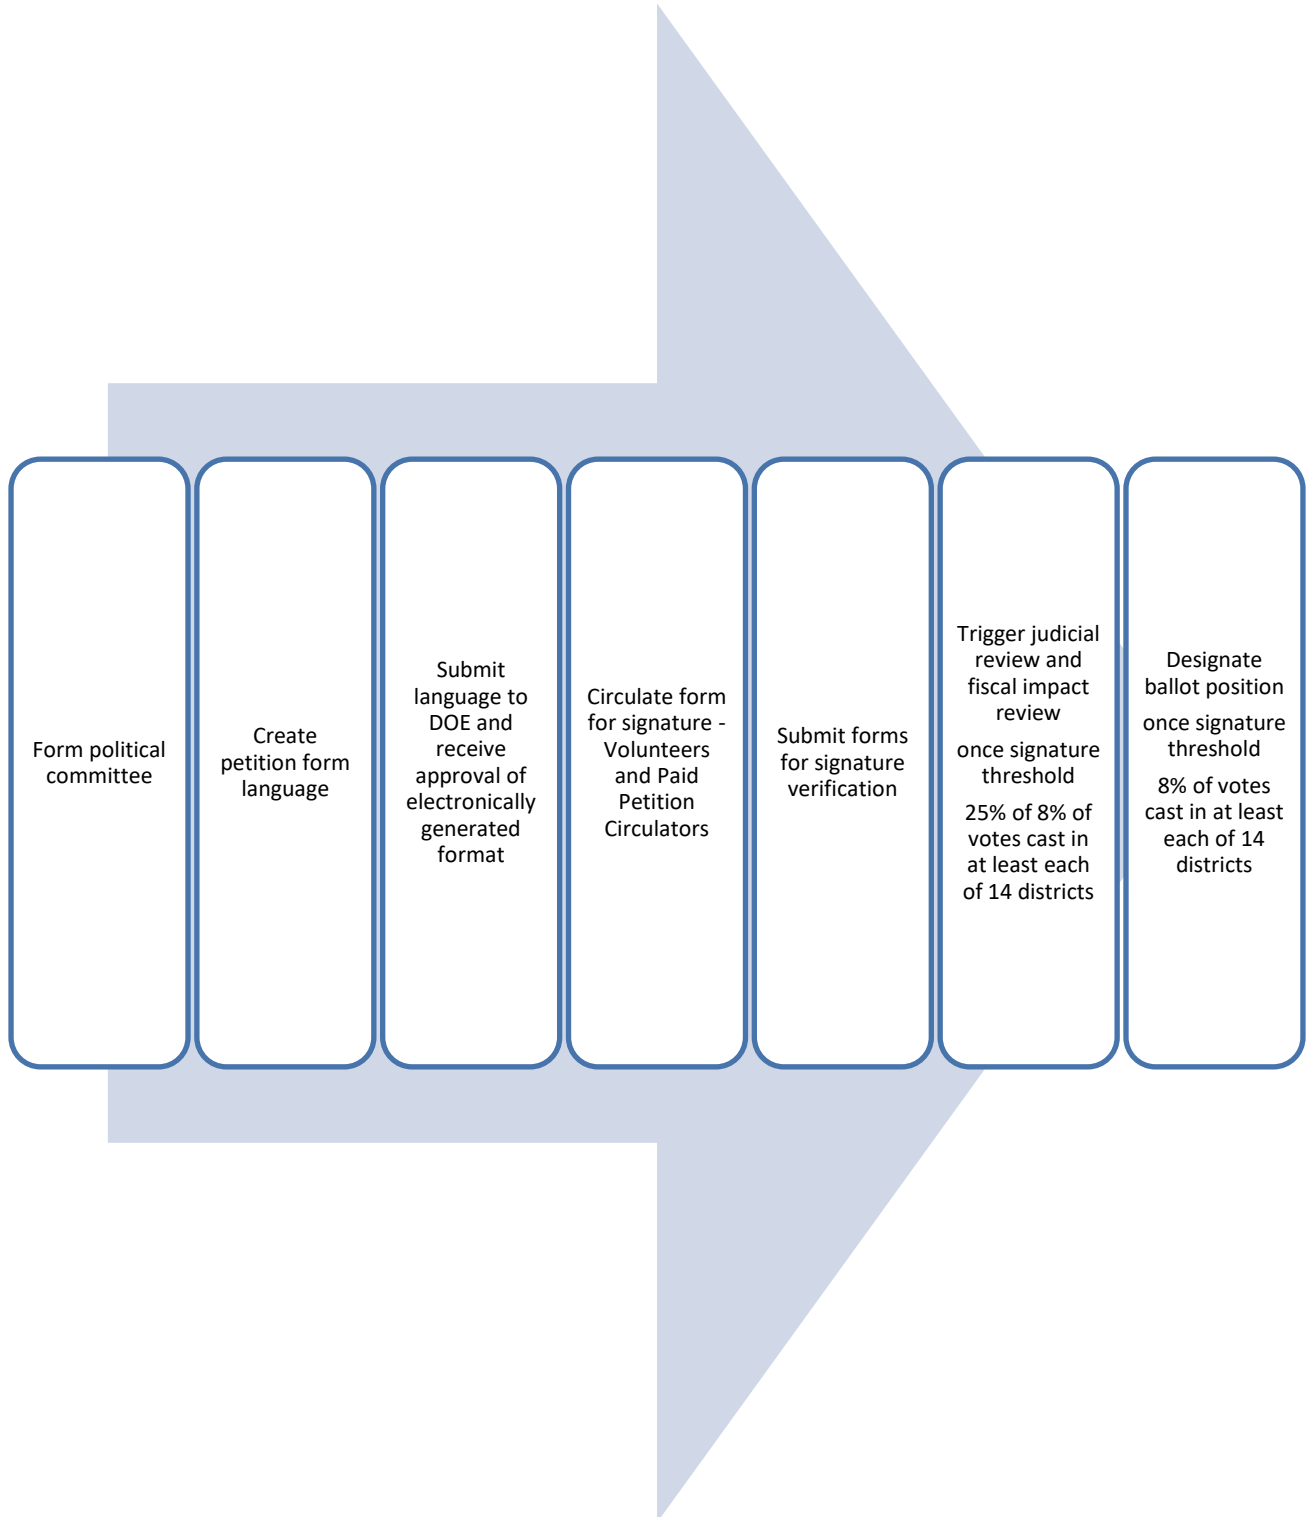 Form political
committee
Create
petition form
language
Submit
language to
DOE and
receive
approval of
electronically
generated
format
Circulate form
for signature -
Volunteers
and Paid
Petition
Circulators
Submit forms
for signature
verification
Trigger judicial
review and
fiscal impact
review
once signature
threshold
25% of 8% of
votes cast in
at least each
of 14 districts
Designate
ballot position
once signature
threshold
8% of votes
cast in at least
each of 14
districts